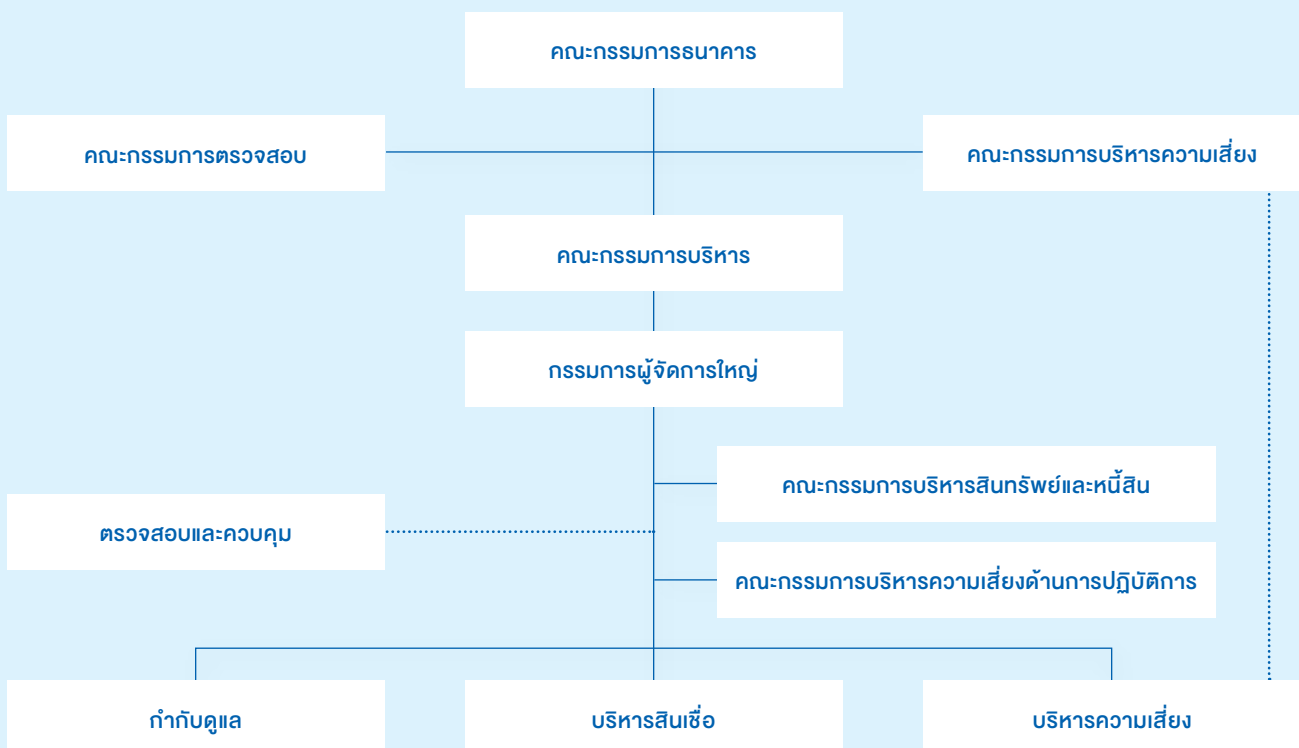 คณะกรรมการธนาคาร
คณะกรรมการตรวจสอบ
คณะกรรมการบริหารความเสี่ยง
คณะกรรมการบริหาร
กรรมการผู้จัดการใหญ่
คณะกรรมการบริหารสินทรัพย์และหนี้สิน
ตรวจสอบและควบคุม
คณะกรรมการบริหารความเสี่ยงด้านการปฏิบัติการ
กำกับดูแล
บริหารสินเชื่อ
บริหารความเสี่ยง